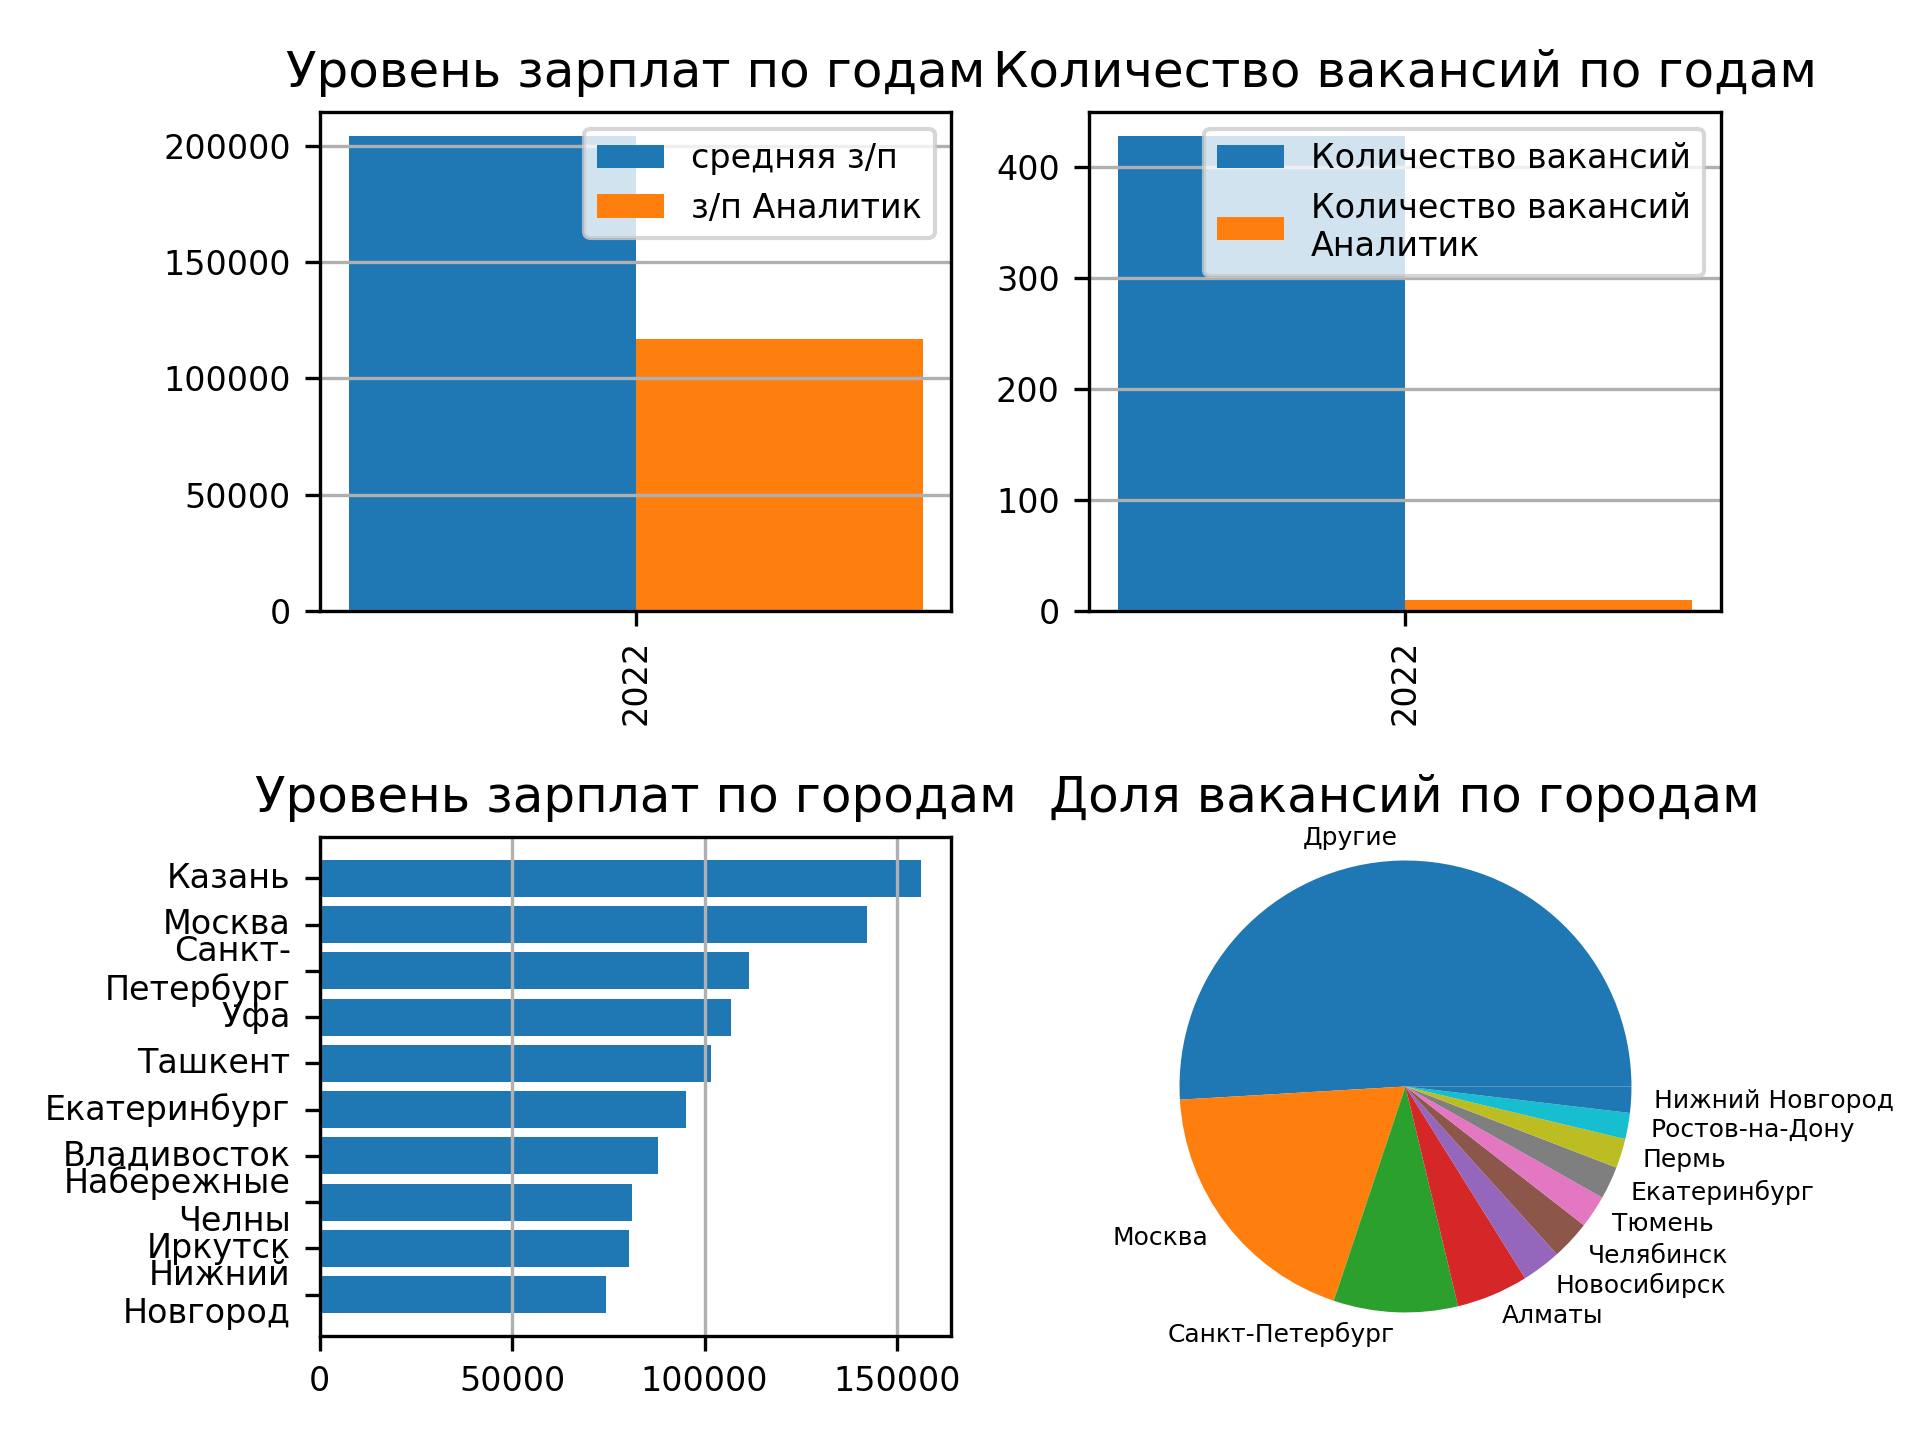 Уровень зарплат по годам
200000
150000
100000
50000
0
средняя з/п
з/п Аналитик
2022
Количество вакансий по годам
400
300
200
100
0
Количество вакансий
Количество вакансий
Аналитик
2022
Уровень зарплат по городам
Казань
Москва
Санкт-
Петербург
Уфа
Ташкент
Екатеринбург
Владивосток
Набережные
Челны
Иркутск
Нижний
Новгород
0
50000
100000
150000
Доля вакансий по городам
Другие
Москва
Санкт-Петербург
Алматы
Новосибирск
Челябинск
Тюмень
Екатеринбург
Пермь
Ростов-на-Дону
Нижний Новгород